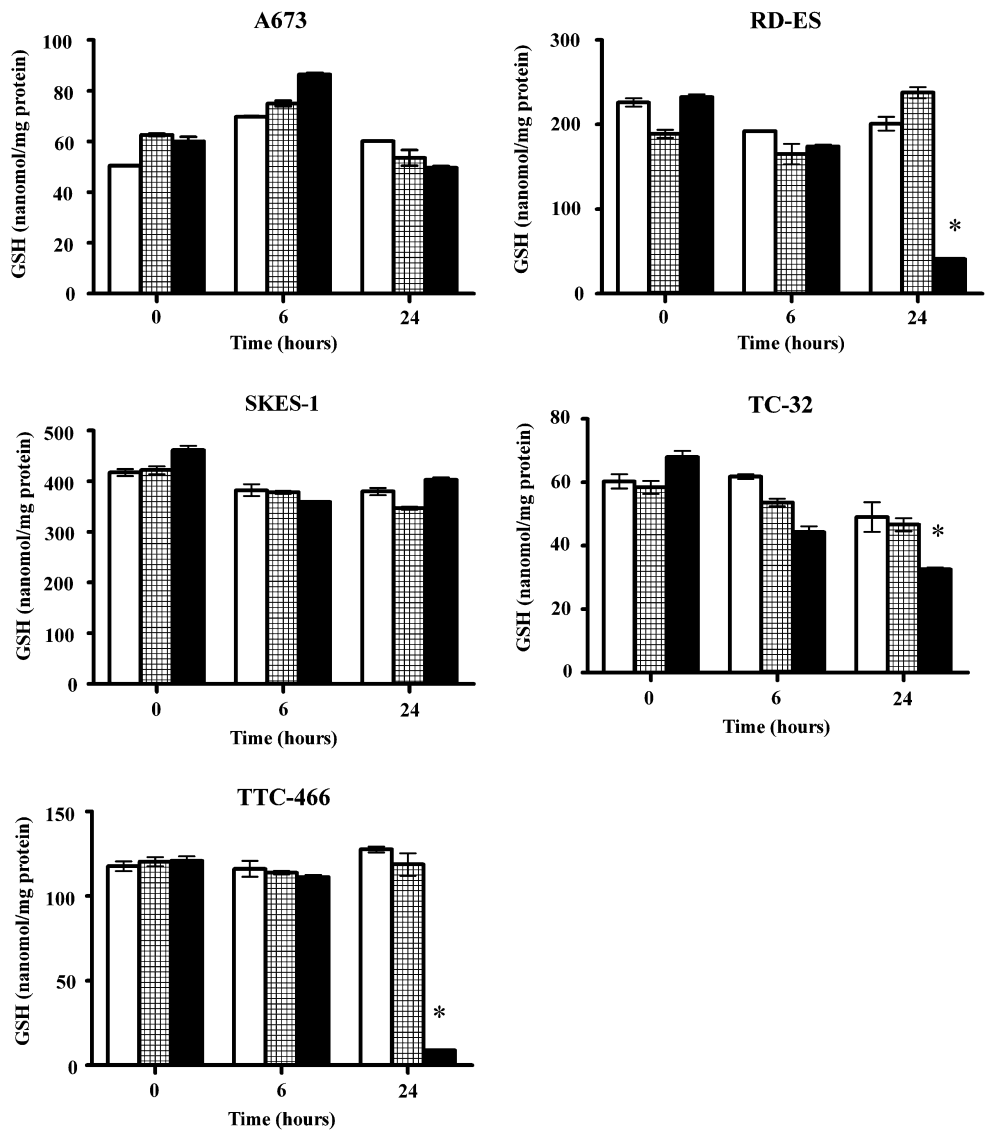 A673
GSH (nanomol/mg protein)
100
80
60
40
20
0
0 6 24
Time (hours)
RD-ES
GSH (nanomol/mg protein)
300
200
100
0
*
0 6 24
Time (hours)
SKES-1
GSH (nanomol/mg protein)
500
400
300
200
100
0
0 6 24
Time (hours)
TC-32
GSH (nanomol/mg protein)
80
60
40
20
0
*
0 6 24
Time (hours)
TTC-466
GSH (nanomol/mg protein)
150
100
50
0
*
0 6 24
Time (hours)